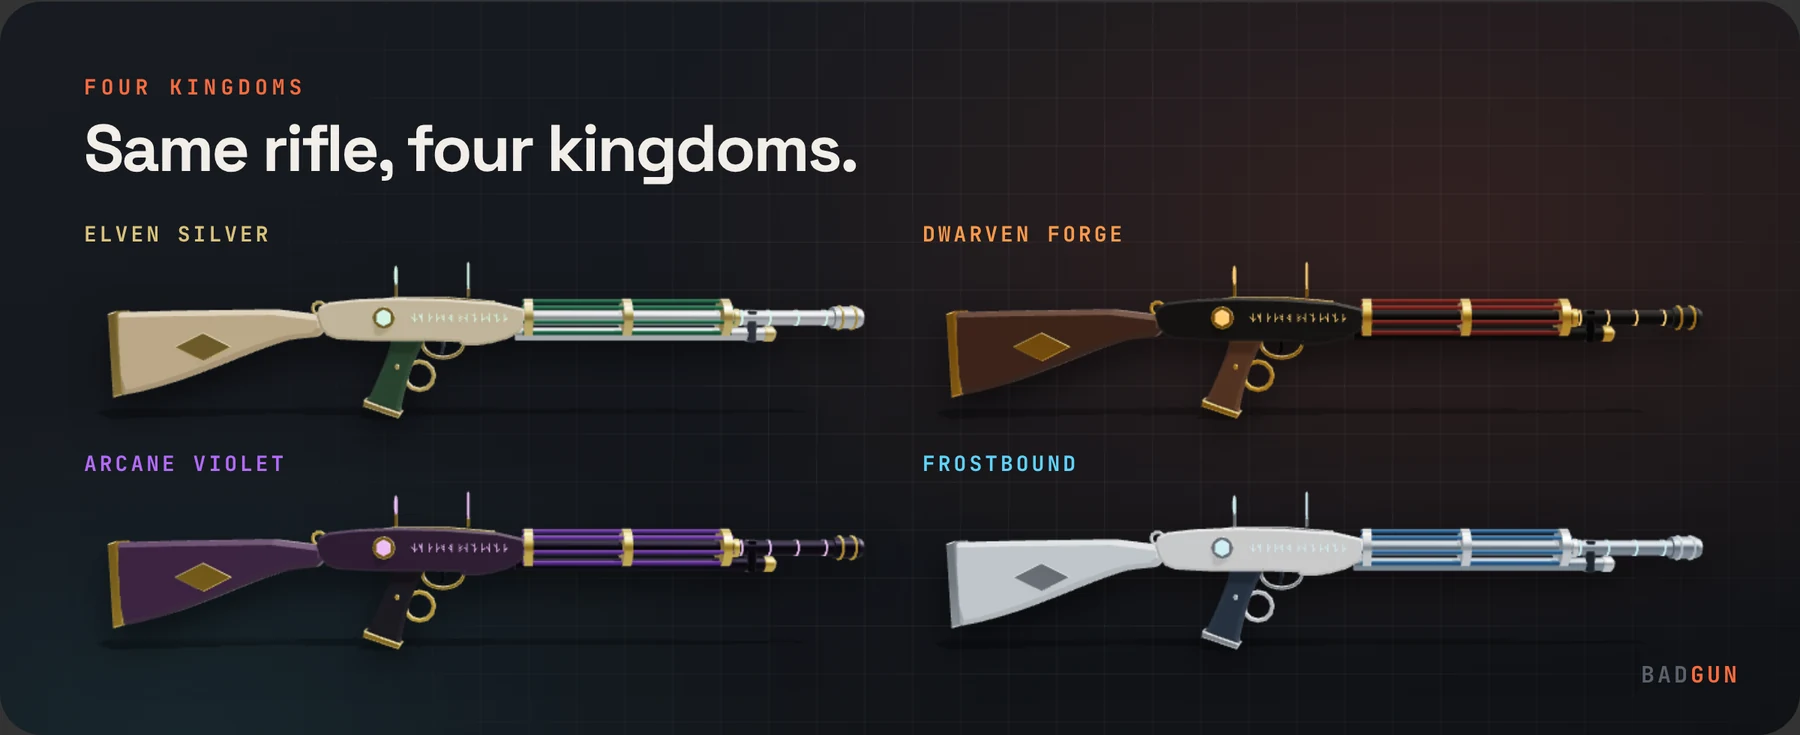 FOUR KINGDOMS
Same rifle, four kingdoms.
ELVEN SILVER
DWARVEN FORGE
ARCANE VIOLET
FROSTBOUND
BADGUN